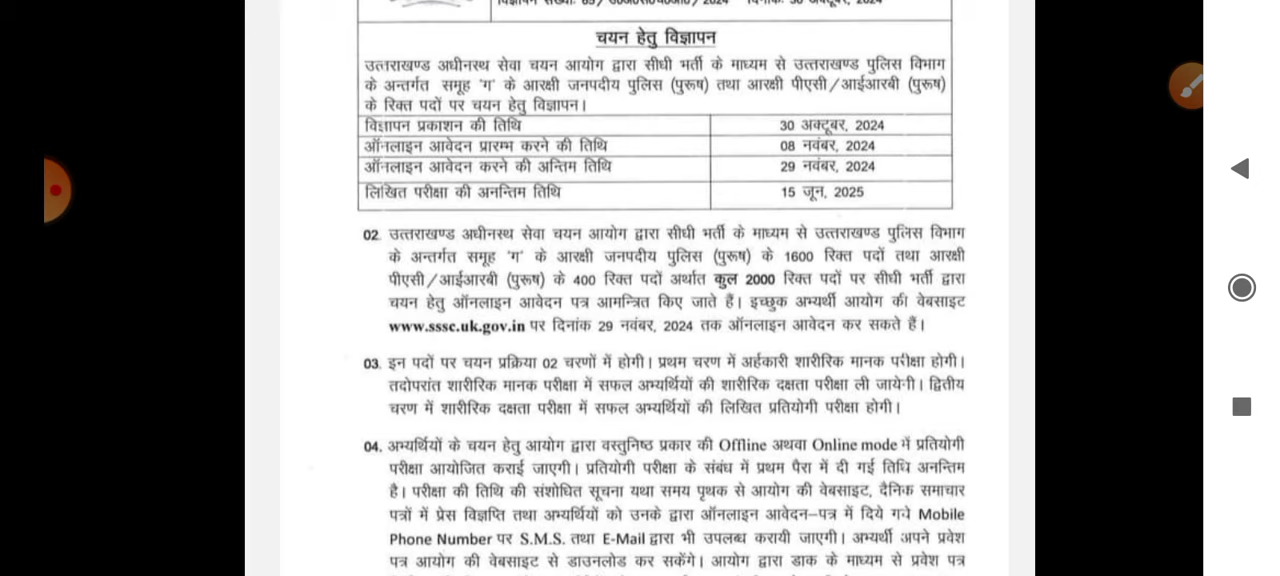 विज्ञापन संख्या: 65/ उ0अ0से0च0आ0/ 2024 दिनांक: 30 अक्टूबर, 2024
चयन हेतु विज्ञापन
उत्तराखण्ड अधीनस्थ सेवा चयन आयोग द्वारा सीधी भर्ती के माध्यम से उत्तराखण्ड पुलिस विभाग
के अन्तर्गत समूह 'ग' के आरक्षी जनपदीय पुलिस (पुरूष) तथा आरक्षी पीएसी/आईआरबी (पुरूष)
के रिक्त पदों पर चयन हेतु विज्ञापन।
विज्ञापन प्रकाशन की तिथि 30 अक्टूबर, 2024
ऑनलाइन आवेदन प्रारम्भ करने की तिथि 08 नवंबर, 2024
ऑनलाइन आवेदन करने की अन्तिम तिथि 29 नवंबर, 2024
लिखित परीक्षा की अनन्तिम तिथि 15 जून, 2025
02. उत्तराखण्ड अधीनस्थ सेवा चयन आयोग द्वारा सीधी भर्ती के माध्यम से उत्तराखण्ड पुलिस विभाग
के अन्तर्गत समूह 'ग' के आरक्षी जनपदीय पुलिस (पुरूष) के 1600 रिक्त पदों तथा आरक्षी
पीएसी/आईआरबी (पुरूष) के 400 रिक्त पदों अर्थात कुल 2000 रिक्त पदों पर सीधी भर्ती द्वारा
चयन हेतु ऑनलाइन आवेदन पत्र आमन्त्रित किए जाते हैं। इच्छुक अभ्यर्थी आयोग की वेबसाइट
www.sssc.uk.gov.in पर दिनांक 29 नवंबर, 2024 तक ऑनलाइन आवेदन कर सकते हैं।
03. इन पदों पर चयन प्रक्रिया 02 चरणों में होगी। प्रथम चरण में अर्हकारी शारीरिक मानक परीक्षा होगी।
तदोपरांत शारीरिक मानक परीक्षा में सफल अभ्यर्थियों की शारीरिक दक्षता परीक्षा ली जायेगी। द्वितीय
चरण में शारीरिक दक्षता परीक्षा में सफल अभ्यर्थियों की लिखित प्रतियोगी परीक्षा होगी।
04. अभ्यर्थियों के चयन हेतु आयोग द्वारा वस्तुनिष्ठ प्रकार की Offline अथवा Online mode में प्रतियोगी
परीक्षा आयोजित कराई जाएगी। प्रतियोगी परीक्षा के संबंध में प्रथम पैरा में दी गई तिथि अनन्तिम
है। परीक्षा की तिथि की संशोधित सूचना यथा समय पृथक से आयोग की वेबसाइट, दैनिक समाचार
पत्रों में प्रेस विज्ञप्ति तथा अभ्यर्थियों को उनके द्वारा ऑनलाइन आवेदन-पत्र में दिये गये Mobile
Phone Number पर S.M.S. तथा E-Mail द्वारा भी उपलब्ध करायी जाएगी। अभ्यर्थी अपने प्रवेश
पत्र आयोग की वेबसाइट से डाउनलोड कर सकेंगे। आयोग द्वारा डाक के माध्यम से प्रवेश पत्र